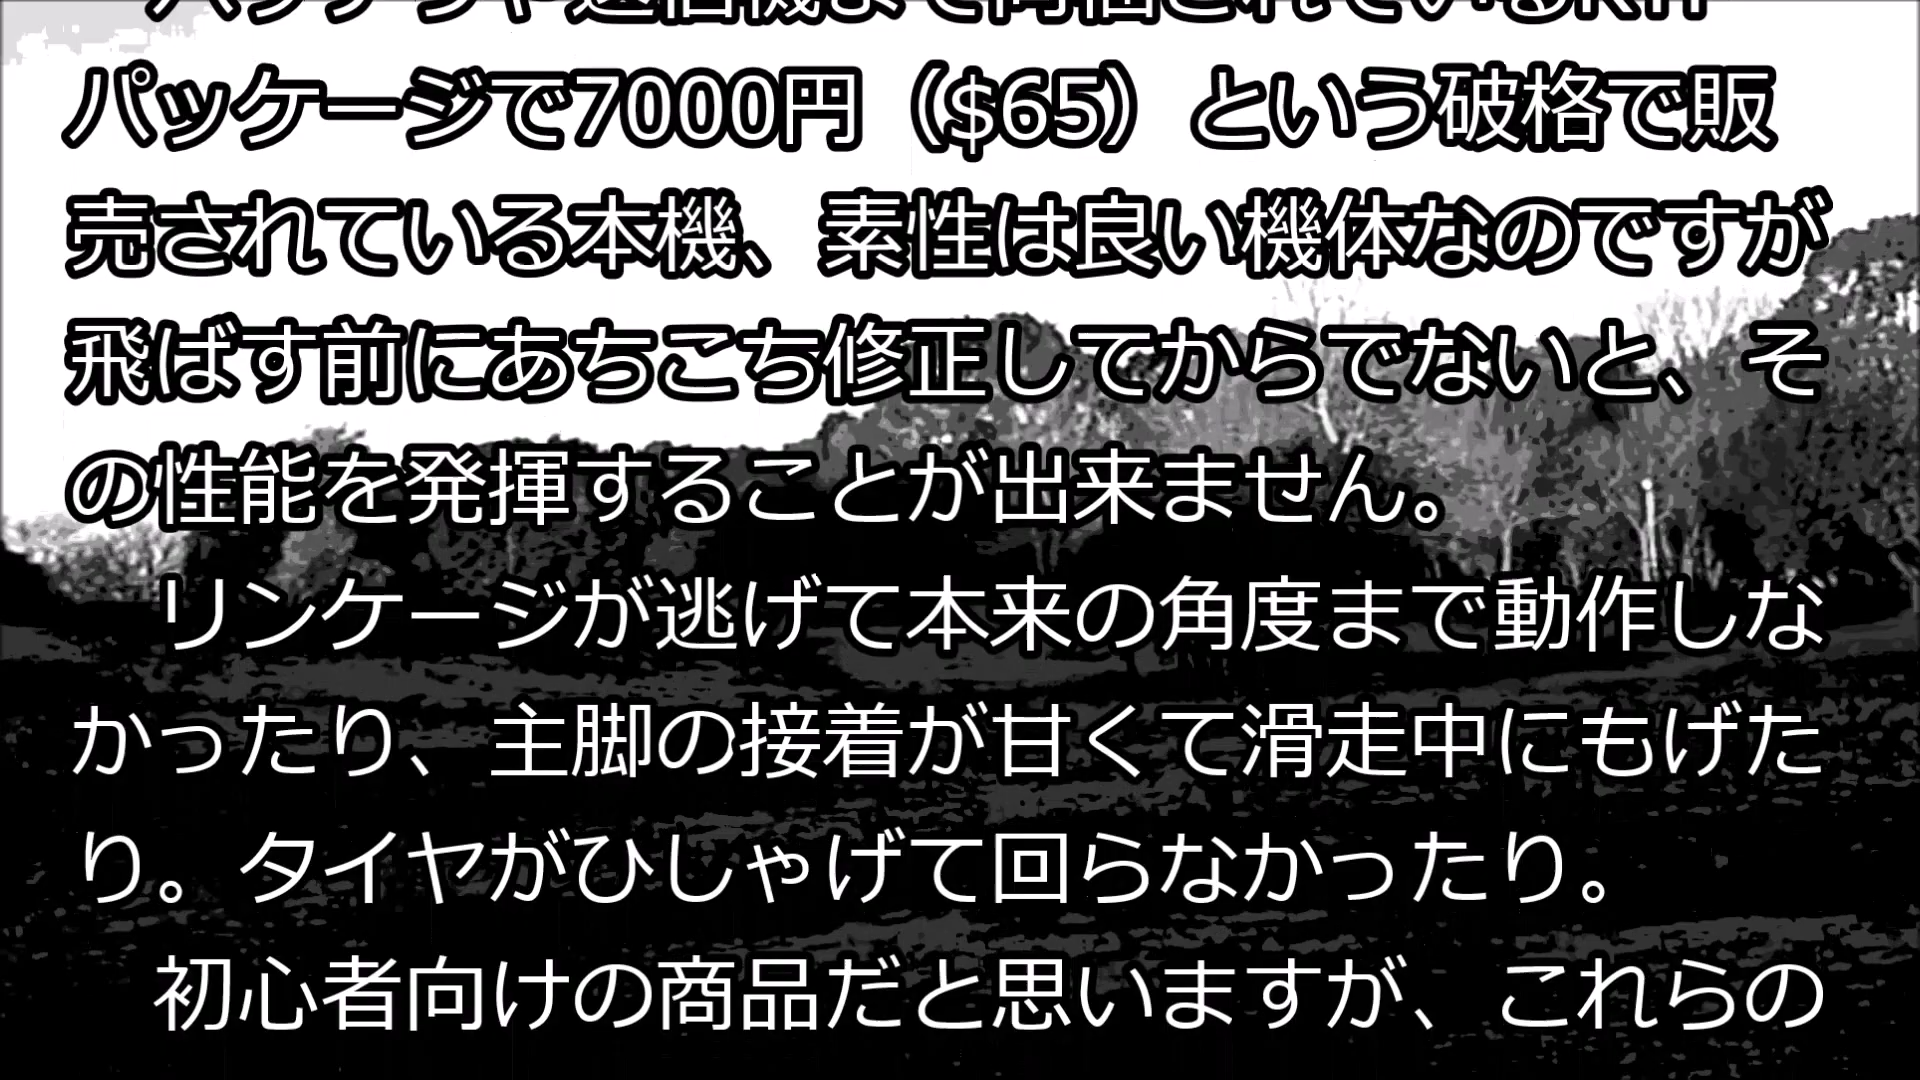 パッケージで7000円（$65）という破格で販
売されている本機、素性は良い機体なのですが
飛ばす前にあちこち修正してからでないと、そ
の性能を発揮することが出来ません。
リンケージが逃げて本来の角度まで動作しな
かったり、主脚の接着が甘くて滑走中にもげた
り。タイヤがひしゃげて回らなかったり。
初心者向けの商品だと思いますが、これらの